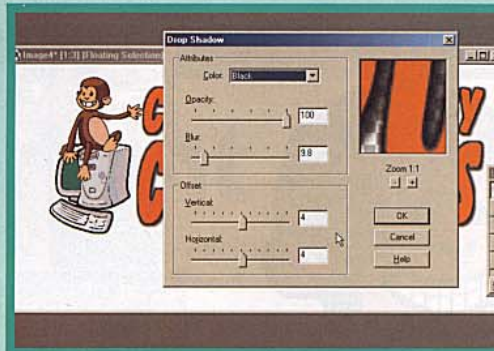 Drop Shadow
Image4* [1:3] (Floating Selection)
Attributes
Color: Black
Opacity:
100
Blur:
9.8
Zoom 1:1
Offset
Vertical:
4
OK
Horizontal:
4
Cancel
Help